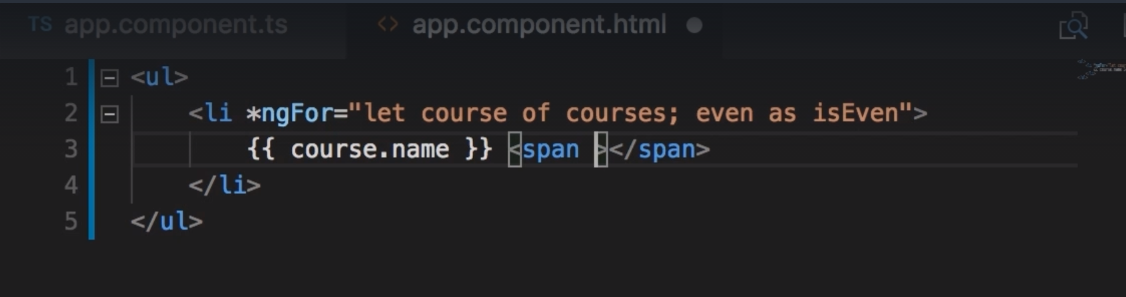 TS app.component.ts <> app.component.html
1 <ul>
2 <li *ngFor="let course of courses; even as isEven">
3 {{ course.name }} <span ></span>
4 </li>
5 </ul>